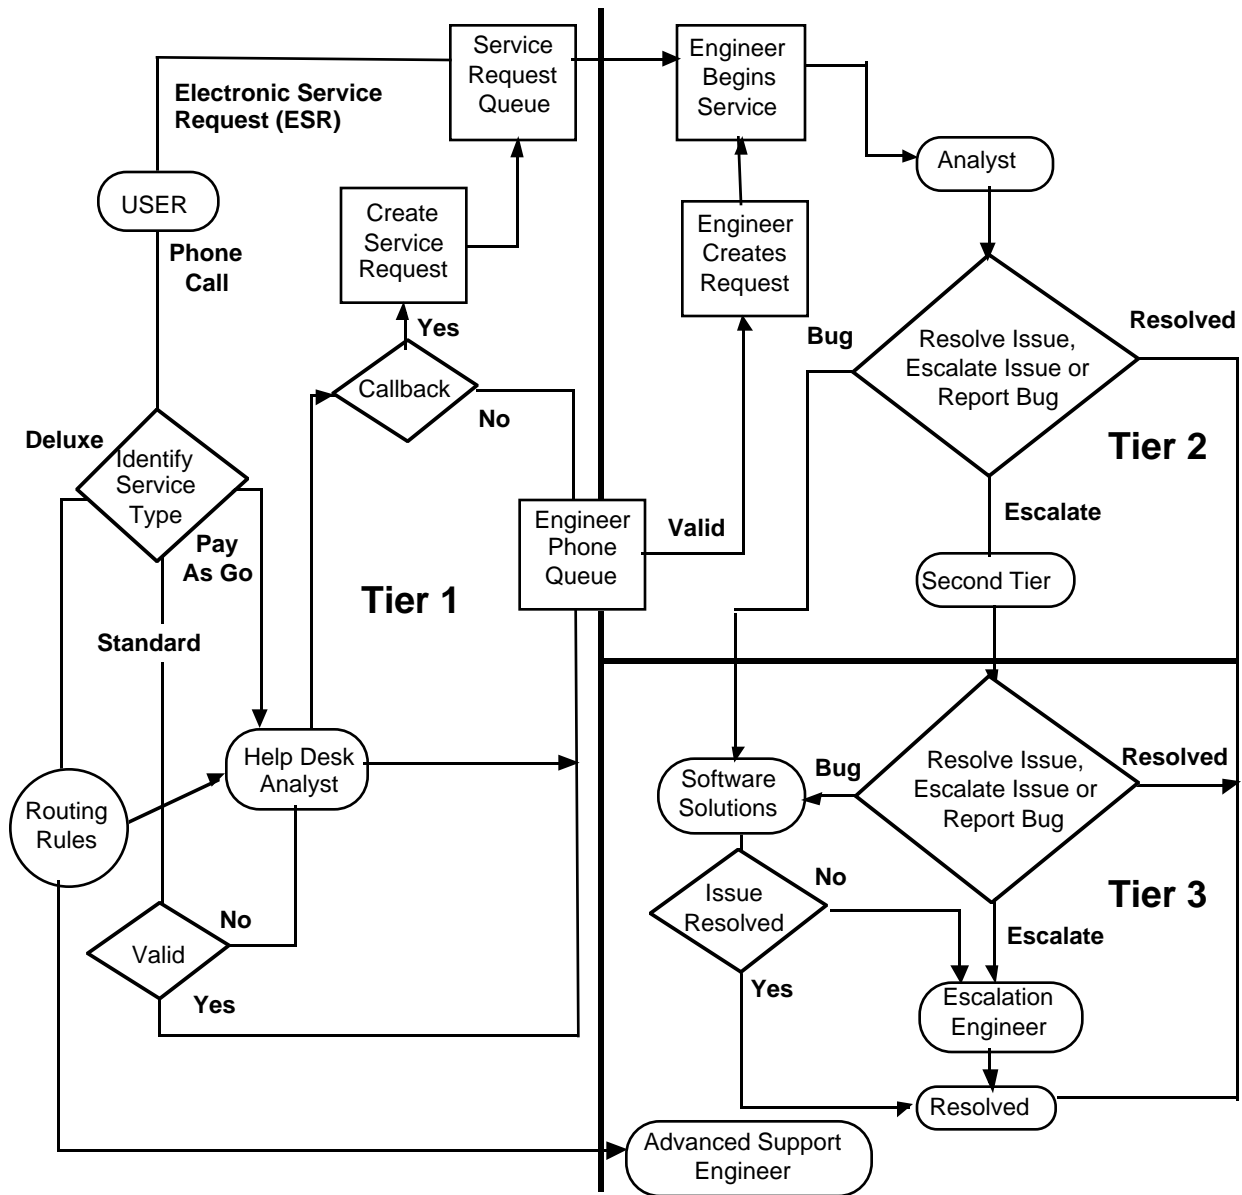 Service
Request
Queue
Engineer
Begins
Service
Electronic Service
Request (ESR)
Analyst
USER
Create
Service
Request
Engineer
Creates
Request
Phone
Call
Yes
Bug
Resolved
Resolve Issue,
Escalate Issue or
Report Bug
Callback
No
Deluxe
Identify
Service
Type
Tier 2
Pay
As Go
Engineer
Phone
Queue
Valid
Escalate
Tier 1
Second Tier
Standard
Help Desk
Analyst
Routing
Rules
Software
Solutions
Bug
Resolve Issue,
Escalate Issue or
Report Bug
Resolved
Issue
Resolved
No
Tier 3
Valid
No
Yes
Escalate
Yes
Escalation
Engineer
Resolved
Advanced Support
Engineer